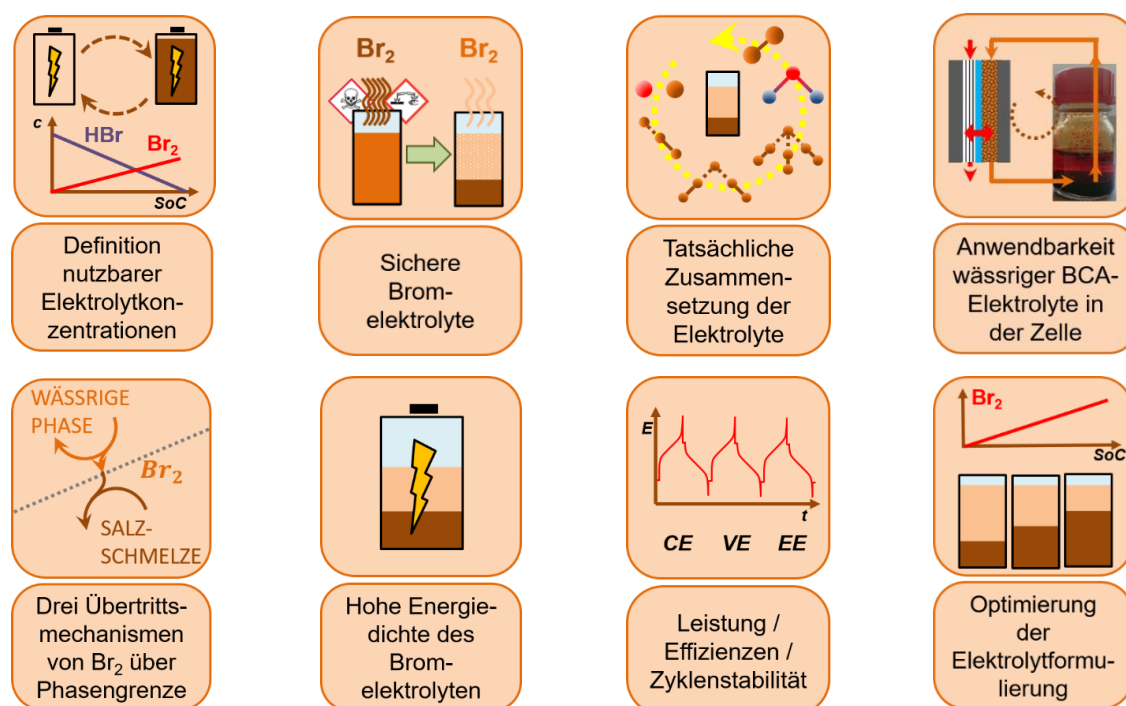 c
HBr
Br₂
SoC
Definition
nutzbarer
Elektrolytkon-
zentrationen
Br₂
Br₂
Sichere
Brom-
elektrolyte
Tatsächliche
Zusammen-
setzung der
Elektrolyte
Anwendbarkeit
wässriger BCA-
Elektrolyte in
der Zelle
WÄSSRIGE
PHASE
Br₂
SALZ-
SCHMELZE
Drei Übertritts-
mechanismen
von Br₂ über
Phasengrenze
Hohe Energie-
dichte des
Brom-
elektrolyten
E
t
CE VE EE
Leistung /
Effizienzen /
Zyklenstabilität
Br₂
SoC
Optimierung
der
Elektrolytformu-
lierung